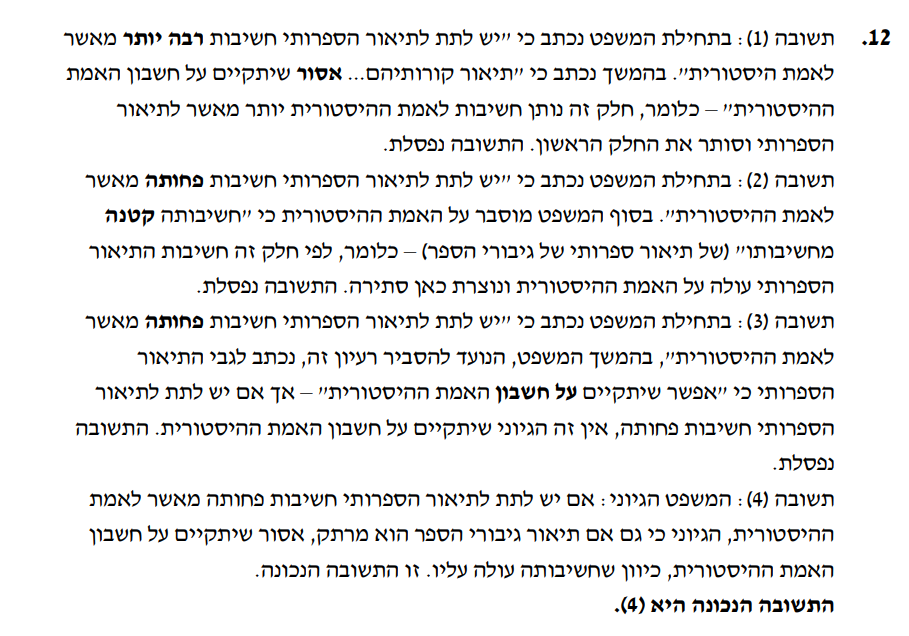 12. תשובה (1): בתחילת המשפט נכתב כי "יש לתת לתיאור הספרותי חשיבות רבה יותר מאשר
לאמת היסטורית". בהמשך נכתב כי "תיאור קורותיהם... אסור שיתקיים על חשבון האמת
ההיסטורית" – כלומר, חלק זה נותן חשיבות לאמת ההיסטורית יותר מאשר לתיאור
הספרותי וסותר את החלק הראשון. התשובה נפסלת.
תשובה (2): בתחילת המשפט נכתב כי "יש לתת לתיאור הספרותי חשיבות פחותה מאשר
לאמת ההיסטורית". בסוף המשפט מוסבר על האמת ההיסטורית כי "חשיבותה קטנה
מחשיבותו" (של תיאור ספרותי של גיבורי הספר) – כלומר, לפי חלק זה חשיבות התיאור
הספרותי עולה על האמת ההיסטורית ונוצרת כאן סתירה. התשובה נפסלת.
תשובה (3): בתחילת המשפט נכתב כי "יש לתת לתיאור הספרותי חשיבות פחותה מאשר
לאמת ההיסטורית", בהמשך המשפט, הנועד להסביר רעיון זה, נכתב לגבי התיאור
הספרותי כי "אפשר שיתקיים על חשבון האמת ההיסטורית" – אך אם יש לתת לתיאור
הספרותי חשיבות פחותה, אין זה הגיוני שיתקיים על חשבון האמת ההיסטורית. התשובה
נפסלת.
תשובה (4): המשפט הגיוני: אם יש לתת לתיאור הספרותי חשיבות פחותה מאשר לאמת
ההיסטורית, הגיוני כי גם אם תיאור גיבורי הספר הוא מרתק, אסור שיתקיים על חשבון
האמת ההיסטורית, כיוון שחשיבותה עולה עליו. זו התשובה הנכונה.
התשובה הנכונה היא (4).